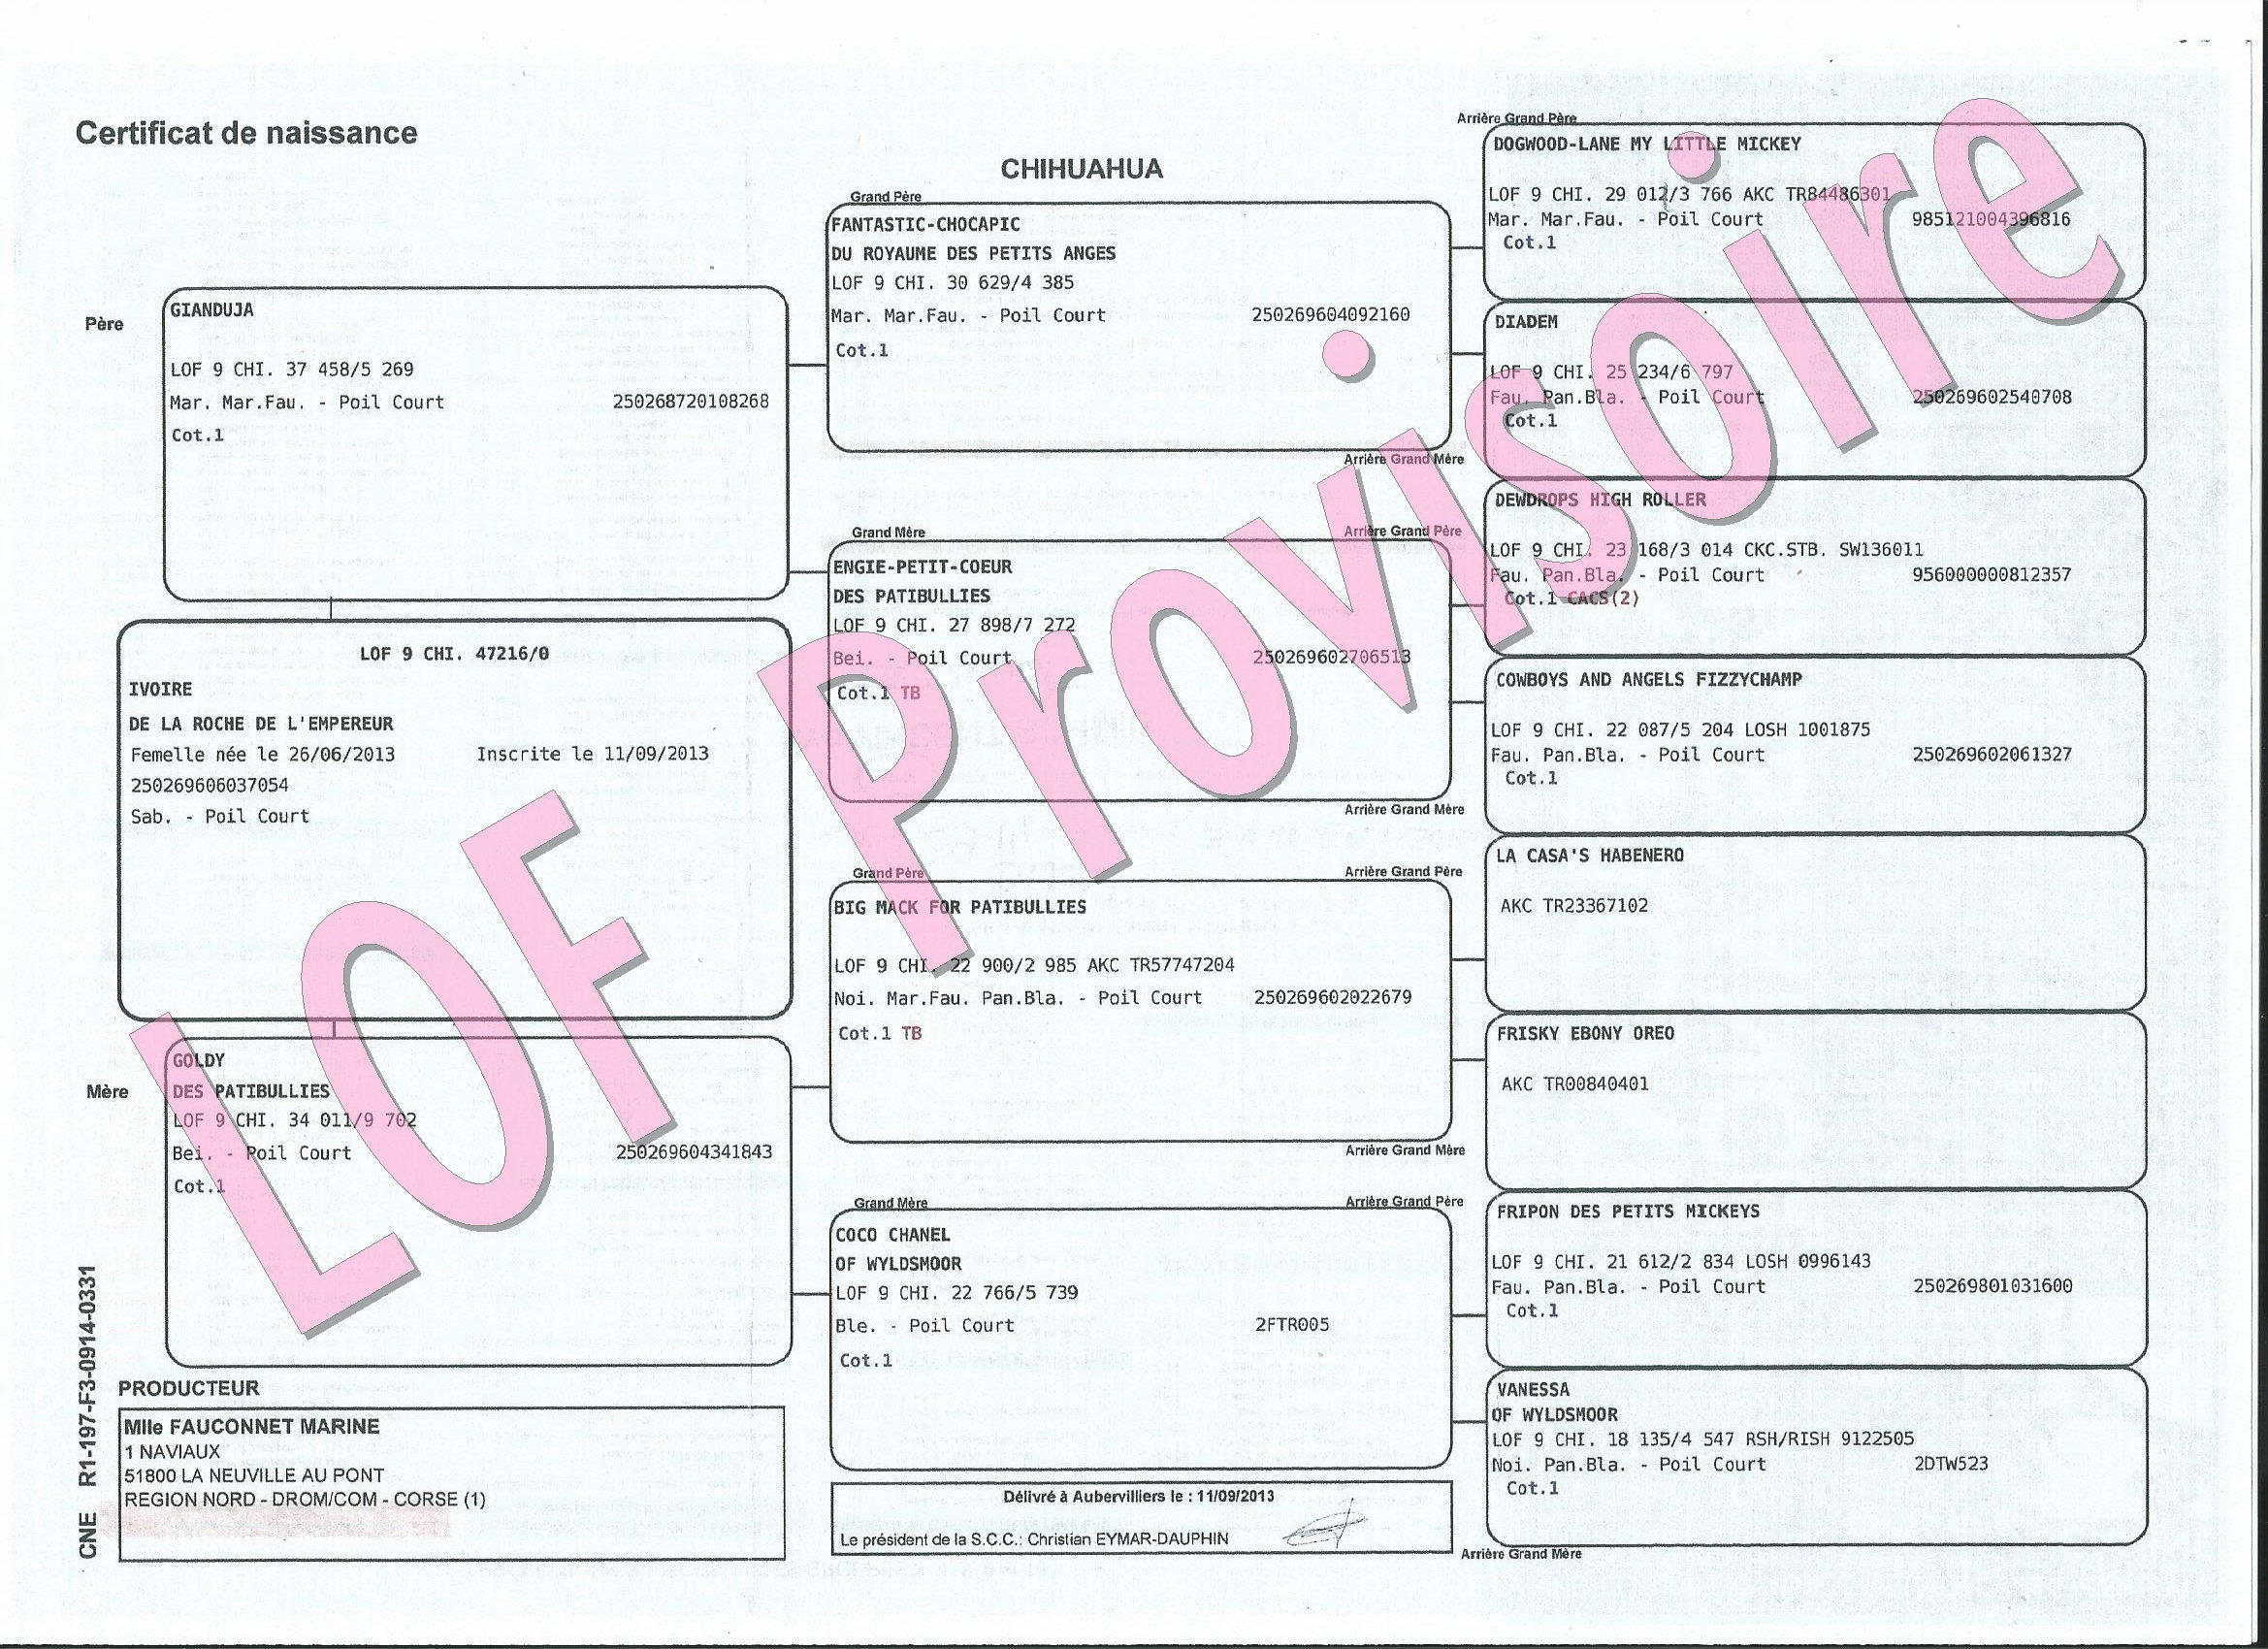 Certificat de naissance
CHIHUAHUA
Père
GIANDUJA
LOF 9 CHI. 37 458/5 269
Mar. Mar.Fau. - Poil Court 250268720108268
Cot.1
LOF 9 CHI. 47216/0
IVOIRE
DE LA ROCHE DE L'EMPEREUR
Femelle née le 26/06/2013 Inscrite le 11/09/2013
250269606037054
Sab. - Poil Court
Mère
GOLDY
DES PATIBULLIES
LOF 9 CHI. 34 011/9 702
Bei. - Poil Court 250269604341843
Cot.1
PRODUCTEUR
Mlle FAUCONNET MARINE
1 NAVIAUX
51800 LA NEUVILLE AU PONT
REGION NORD - DROM/COM - CORSE (1)
CNE R1-197-F3-0914-0331
Grand Père
FANTASTIC-CHOCAPIC
DU ROYAUME DES PETITS ANGES
LOF 9 CHI. 30 629/4 385
Mar. Mar.Fau. - Poil Court 250269604092160
Cot.1
Arrière Grand Mère
Grand Mère
Arrière Grand Père
ENGIE-PETIT-COEUR
DES PATIBULLIES
LOF 9 CHI. 27 898/7 272
Bei. - Poil Court 250269602706513
Cot.1 TB
Arrière Grand Mère
Grand Père
Arrière Grand Père
BIG MACK FOR PATIBULLIES
LOF 9 CHI. 22 900/2 985 AKC TR57747204
Noi. Mar.Fau. Pan.Bla. - Poil Court 250269602022679
Cot.1 TB
Arrière Grand Mère
Grand Mère
Arrière Grand Père
COCO CHANEL
OF WYLDSMOOR
LOF 9 CHI. 22 766/5 739
Ble. - Poil Court 2FTR005
Cot.1
Délivré à Aubervilliers le : 11/09/2013
Le président de la S.C.C.: Christian EYMAR-DAUPHIN
Arrière Grand Père
DOGWOOD-LANE MY LITTLE MICKEY
LOF 9 CHI. 29 012/3 766 AKC TR84486301
Mar. Mar.Fau. - Poil Court 985121004396816
Cot.1
DIADEM
LOF 9 CHI. 25 234/6 797
Fau. Pan.Bla. - Poil Court 250269602540708
Cot.1
DEWDROPS HIGH ROLLER
LOF 9 CHI. 23 168/3 014 CKC.STB. SW136011
Fau. Pan.Bla. - Poil Court 956000000812357
Cot.1 CACS(2)
COWBOYS AND ANGELS FIZZYCHAMP
LOF 9 CHI. 22 087/5 204 LOSH 1001875
Fau. Pan.Bla. - Poil Court 250269602061327
Cot.1
LA CASA'S HABENERO
AKC TR23367102
FRISKY EBONY OREO
AKC TR00840401
FRIPON DES PETITS MICKEYS
LOF 9 CHI. 21 612/2 834 LOSH 0996143
Fau. Pan.Bla. - Poil Court 250269801031600
Cot.1
VANESSA
OF WYLDSMOOR
LOF 9 CHI. 18 135/4 547 RSH/RISH 9122505
Noi. Pan.Bla. - Poil Court 2DTW523
Cot.1
Arrière Grand Mère
LOF Provisoire